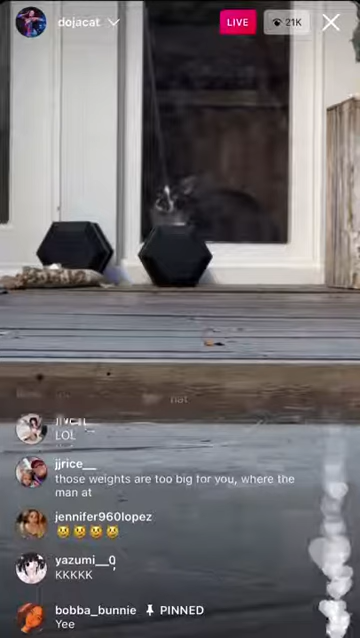 dojacat
LIVE
21K
LOL
jjrice__
those weights are too big for you, where the
man at
jennifer960lopez
yazumi__0
KKKKK
bobba_bunnie PINNED
Yee